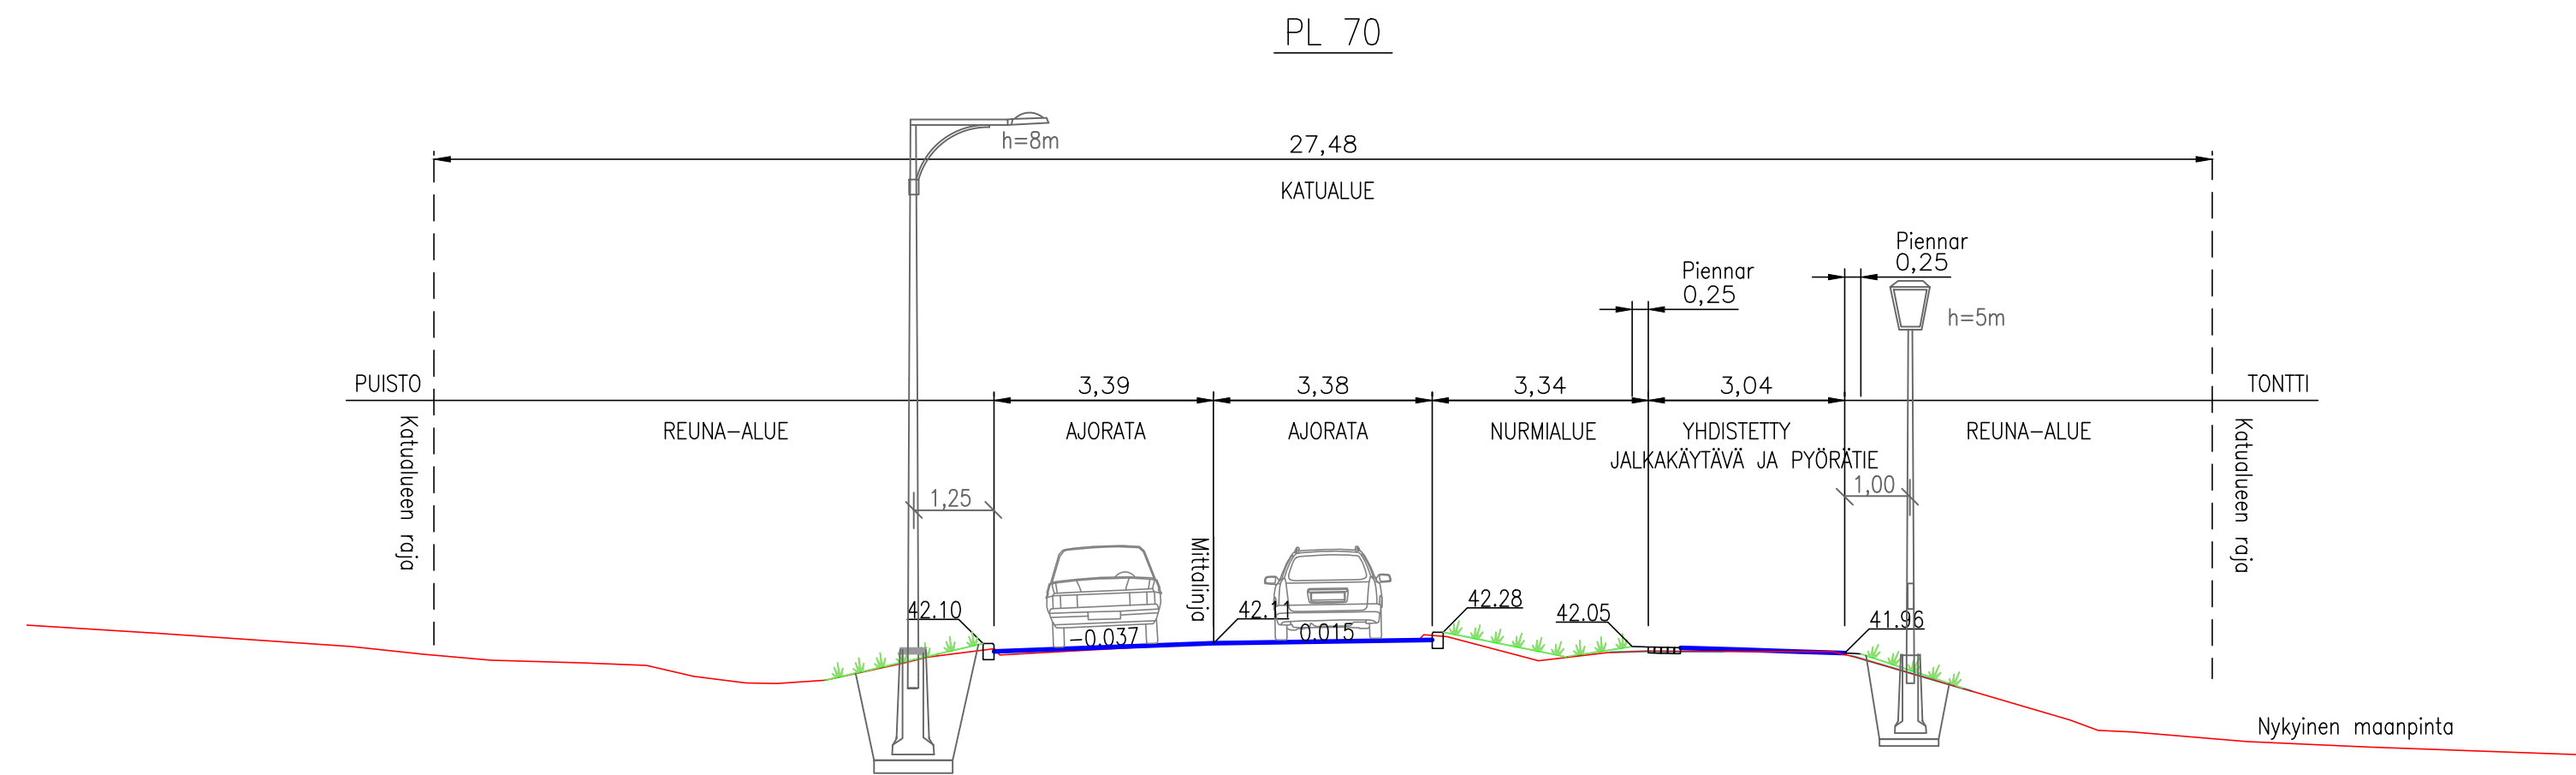 PL 70
h=8m
27,48
KATUALUE
Piennar
0,25
Piennar
0,25
h=5m
PUISTO
3,39
3,38
3,34
3,04
TONTTI
REUNA-ALUE
AJORATA
AJORATA
NURMIALUE
YHDISTETTY
JALKAKÄYTÄVÄ JA PYÖRÄTIE
REUNA-ALUE
Katualueen raja
1,25
1,00
Katualueen raja
Mittalinja
42.10
42.11
42.28
42.05
41.96
-0.037
0.015
Nykyinen maanpinta